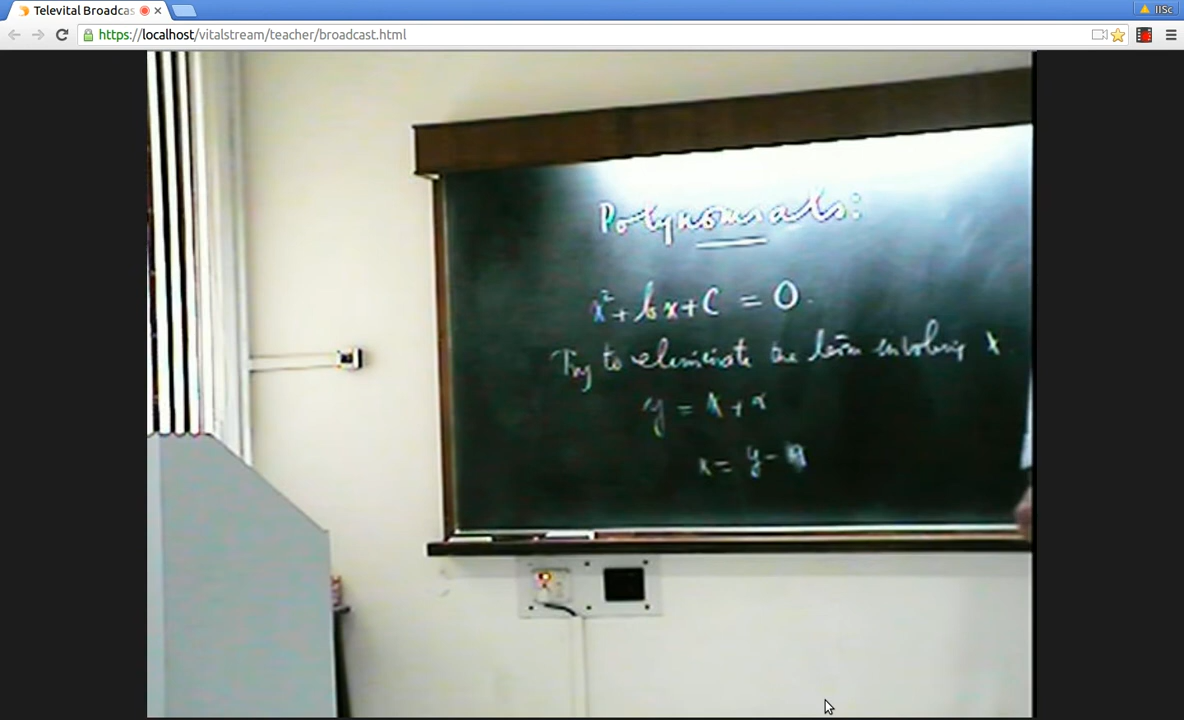 Televital Broadcas
IISc
https://localhost/vitalstream/teacher/broadcast.html
Polynomials:
x²+bx+C = 0.
Try to eliminate the term involving x.
y = x + α
x = y -